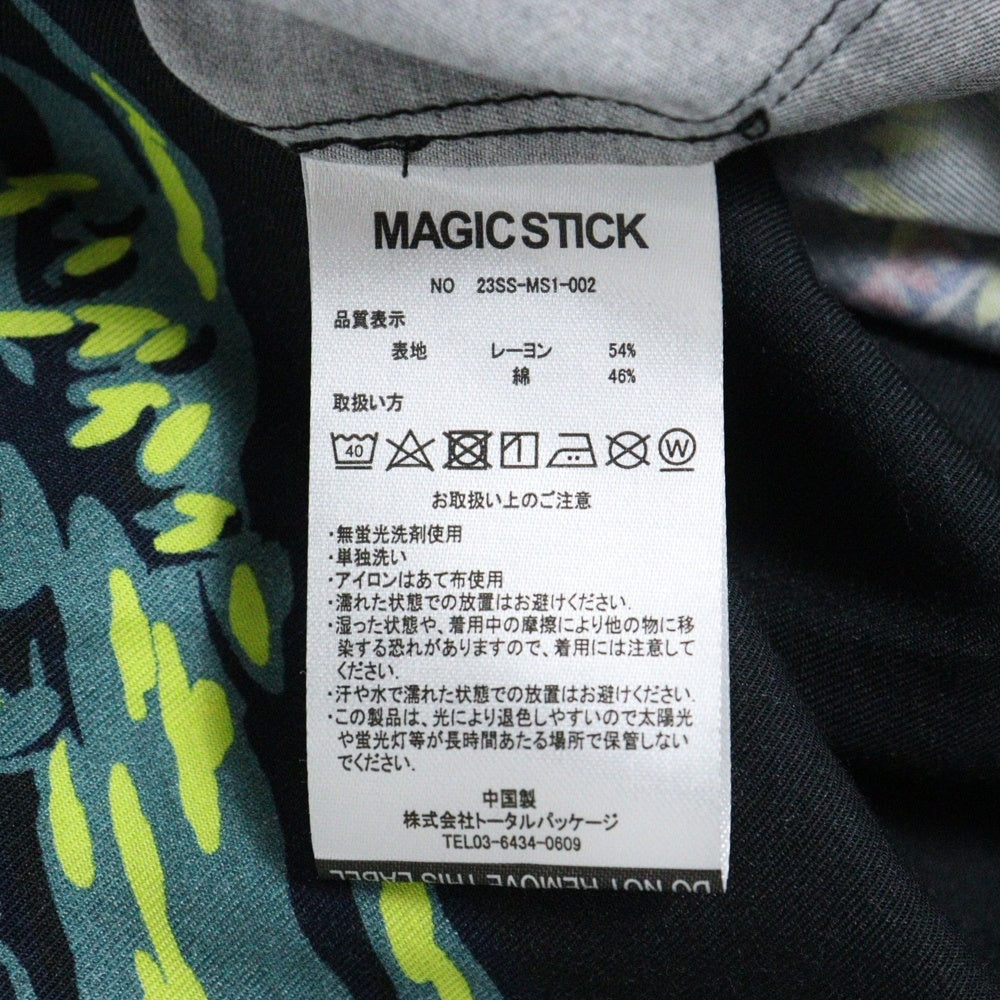 MAGIC STICK
NO 23SS-MS1-002
品質表示
表地 レーヨン 54%
綿 46%
取扱い方
40 W
お取扱い上のご注意
・無蛍光洗剤使用
・単独洗い
・アイロンはあて布使用
・濡れた状態での放置はお避けください.
・湿った状態や、着用中の摩擦により他の物に移
染する恐れがありますので、着用には注意して
ください.
・汗や水で濡れた状態での放置はお避けください.
・この製品は、光により退色しやすいので太陽光
や蛍光灯等が長時間あたる場所で保管しない
でください.
中国製
株式会社トータルパッケージ
TEL03-6434-0609
DO NOT REMOVE THIS LABEL